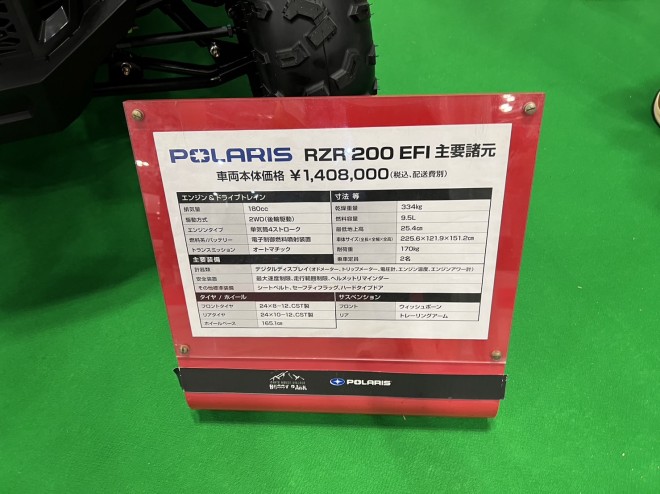 POLARIS RZR 200 EFI 主要諸元
車両本体価格 ¥1,408,000(税込、配送費別)
エンジン&ドライブトレイン
排気量 180cc
駆動方式 2WD(後輪駆動)
エンジンタイプ 単気筒4ストローク
燃料系/バッテリー 電子制御燃料噴射装置
トランスミッション オートマチック
寸法 等
乾燥重量 334kg
燃料容量 9.5L
最低地上高 25.4cm
車体サイズ(全長×全幅×全高) 225.6×121.9×151.2cm
耐荷重 170kg
乗車定員 2名
主要装備
計器類 デジタルディスプレイ(オドメーター、トリップメーター、電圧計、エンジン温度、エンジンアワー計)
安全装置 最大速度制限、走行範囲制限、ヘルメットリマインダー
その他標準装備 シートベルト、セーフティフラッグ、ハードタイプドア
タイヤ / ホイール
フロントタイヤ 24×8-12、CST製
リアタイヤ 24×10-12、CST製
ホイールベース 165.1cm
サスペンション
フロント ウィッシュボーン
リア トレーリングアーム
BUGGY PARK
POLARIS